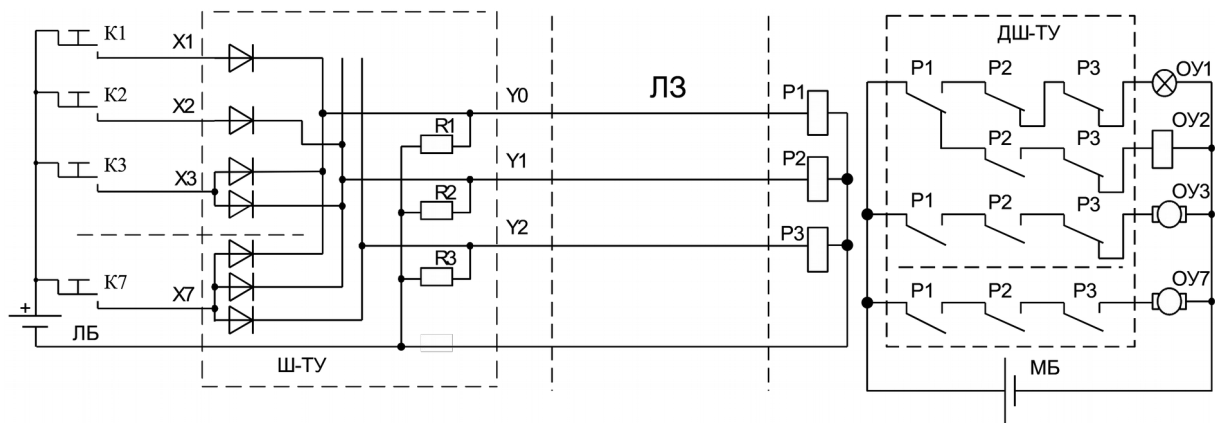 К1
X1
К2
X2
К3
X3
К7
X7
+
ЛБ
Ш-ТУ
R1
R2
R3
Y0
Y1
Y2
ЛЗ
P1
P2
P3
ДШ-ТУ
P1 P2 P3 ОУ1
P2 P3 ОУ2
P1 P2 P3 ОУ3
P1 P2 P3 ОУ7
МБ